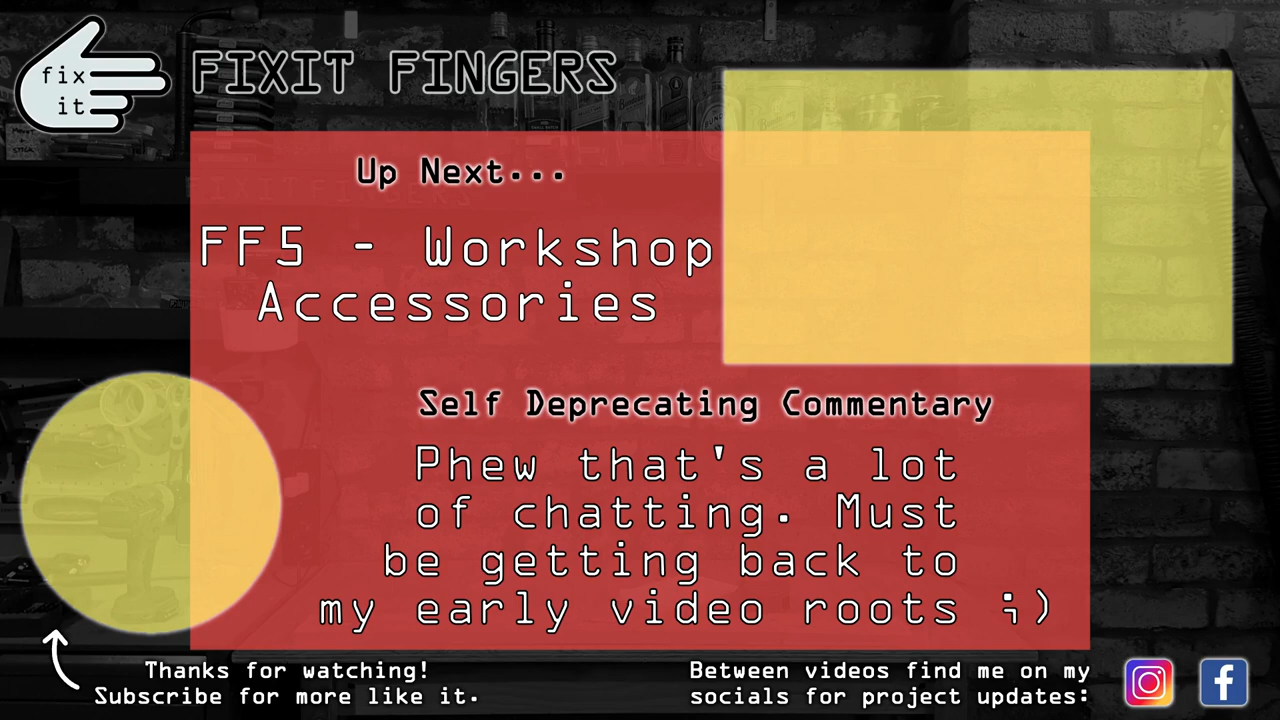 fix
it
FIXIT FINGERS
Up Next...
FF5 - Workshop
Accessories
Self Deprecating Commentary
Phew that's a lot
of chatting. Must
be getting back to
my early video roots ;)
Thanks for watching!
Subscribe for more like it.
Between videos find me on my
socials for project updates: